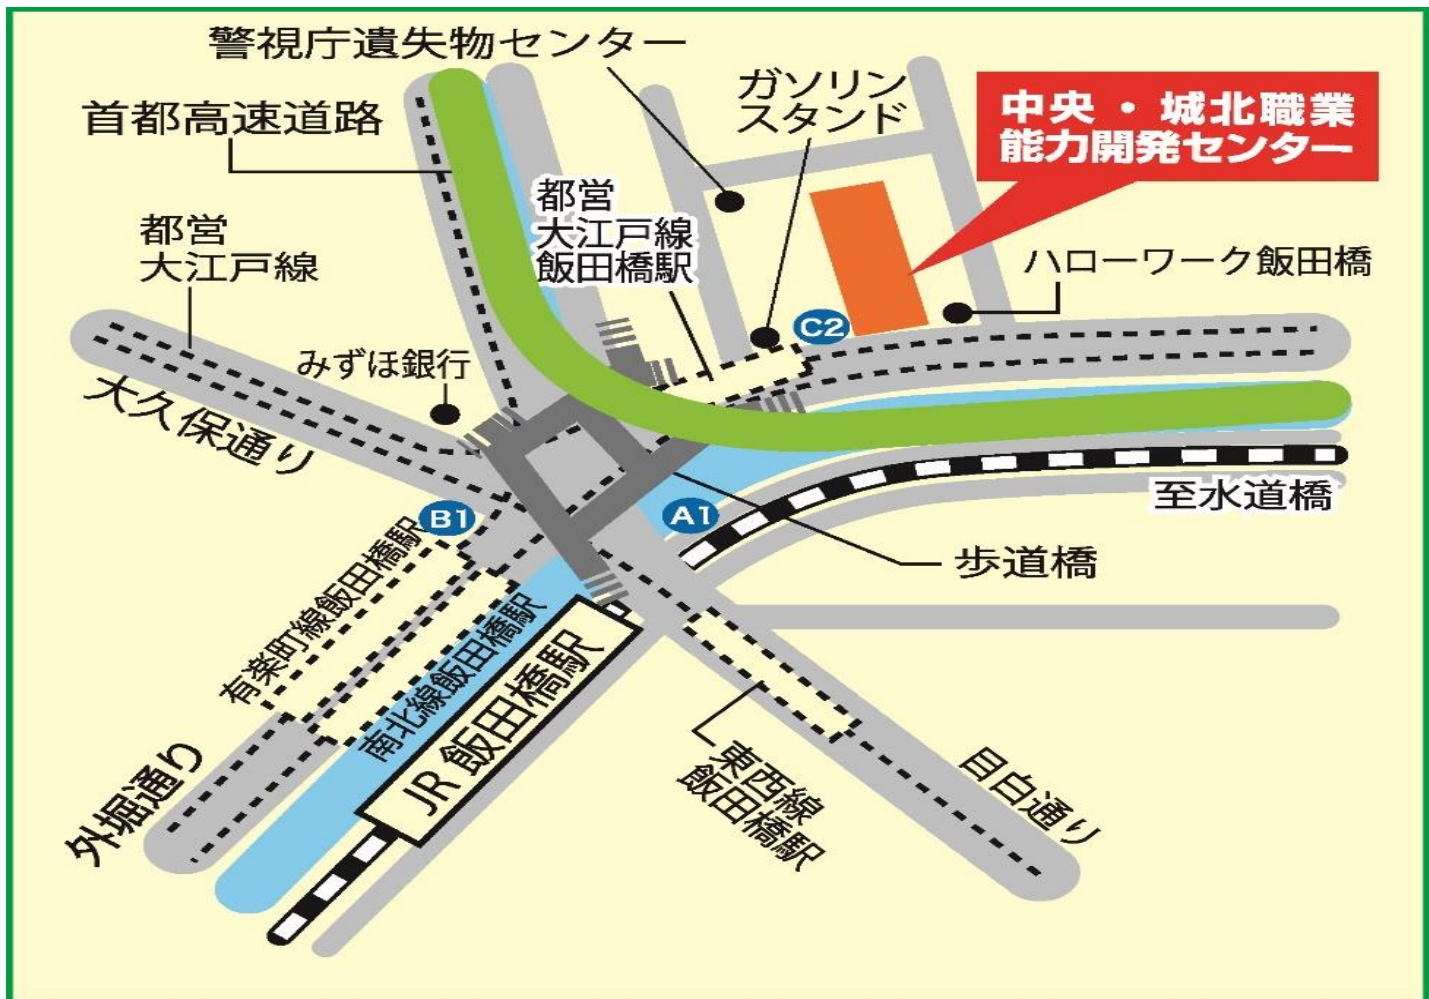 警視庁遺失物センター
ガソリン
スタンド
中央・城北職業
能力開発センター
首都高速道路
都営
大江戸線
飯田橋駅
都営
大江戸線
ハローワーク飯田橋
C2
みずほ銀行
大久保通り
B1
A1
至水道橋
歩道橋
有楽町線飯田橋駅
南北線飯田橋駅
JR 飯田橋駅
外堀通り
東西線
飯田橋駅
目白通り